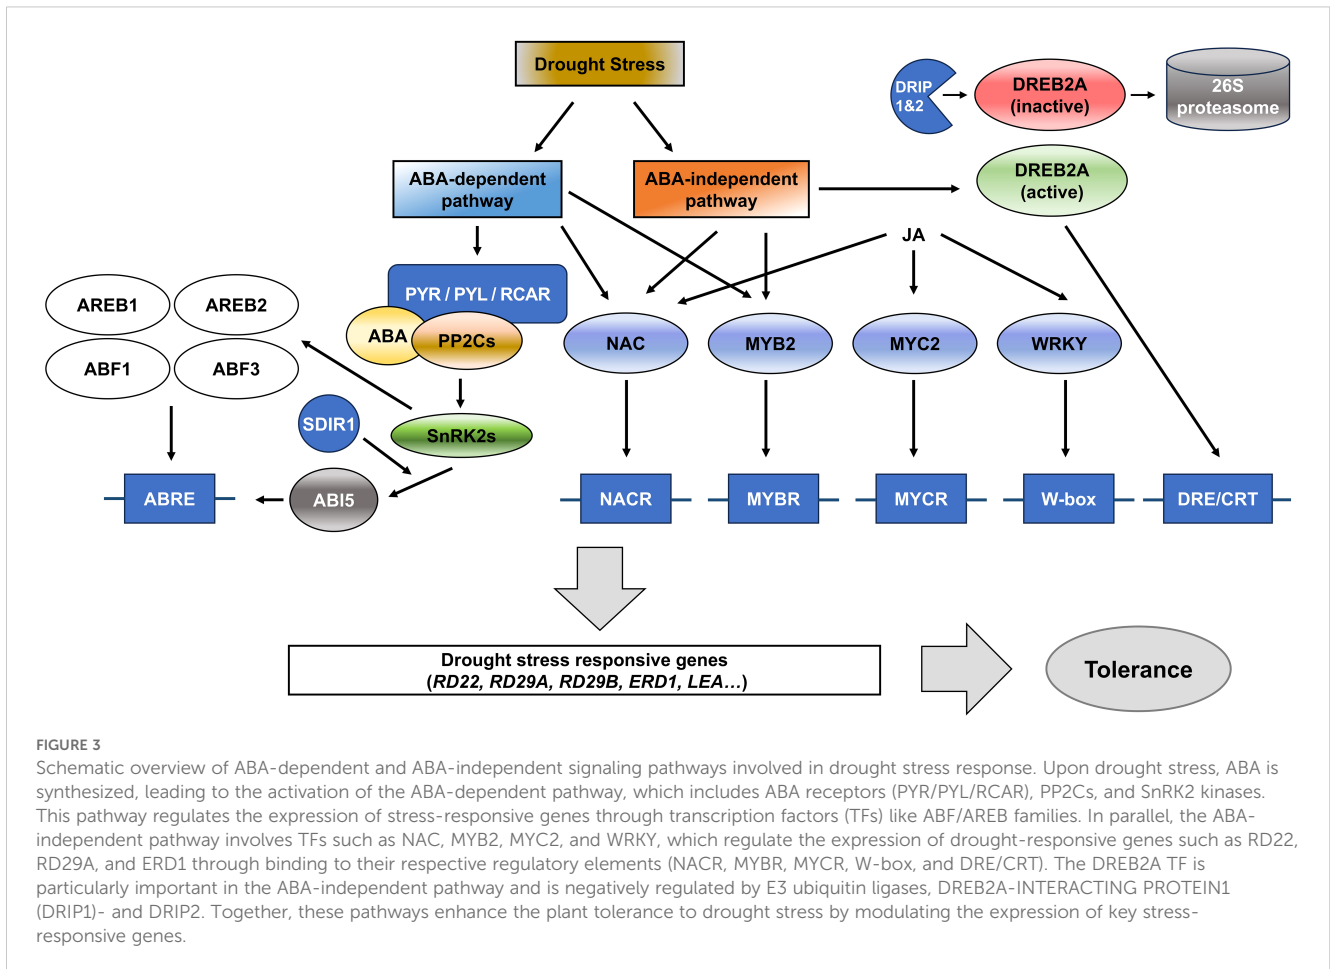 Drought Stress
DRIP
1&2
DREB2A
(inactive)
26S
proteasome
ABA-dependent
pathway
ABA-independent
pathway
DREB2A
(active)
JA
PYR / PYL / RCAR
ABA
PP2Cs
AREB1
AREB2
ABF1
ABF3
NAC
MYB2
MYC2
WRKY
SDIR1
SnRK2s
ABRE
ABI5
NACR
MYBR
MYCR
W-box
DRE/CRT
Drought stress responsive genes
(RD22, RD29A, RD29B, ERD1, LEA…)
Tolerance
FIGURE 3
Schematic overview of ABA-dependent and ABA-independent signaling pathways involved in drought stress response. Upon drought stress, ABA is
synthesized, leading to the activation of the ABA-dependent pathway, which includes ABA receptors (PYR/PYL/RCAR), PP2Cs, and SnRK2 kinases.
This pathway regulates the expression of stress-responsive genes through transcription factors (TFs) like ABF/AREB families. In parallel, the ABA-
independent pathway involves TFs such as NAC, MYB2, MYC2, and WRKY, which regulate the expression of drought-responsive genes such as RD22,
RD29A, and ERD1 through binding to their respective regulatory elements (NACR, MYBR, MYCR, W-box, and DRE/CRT). The DREB2A TF is
particularly important in the ABA-independent pathway and is negatively regulated by E3 ubiquitin ligases, DREB2A-INTERACTING PROTEIN1
(DRIP1)- and DRIP2. Together, these pathways enhance the plant tolerance to drought stress by modulating the expression of key stress-
responsive genes.